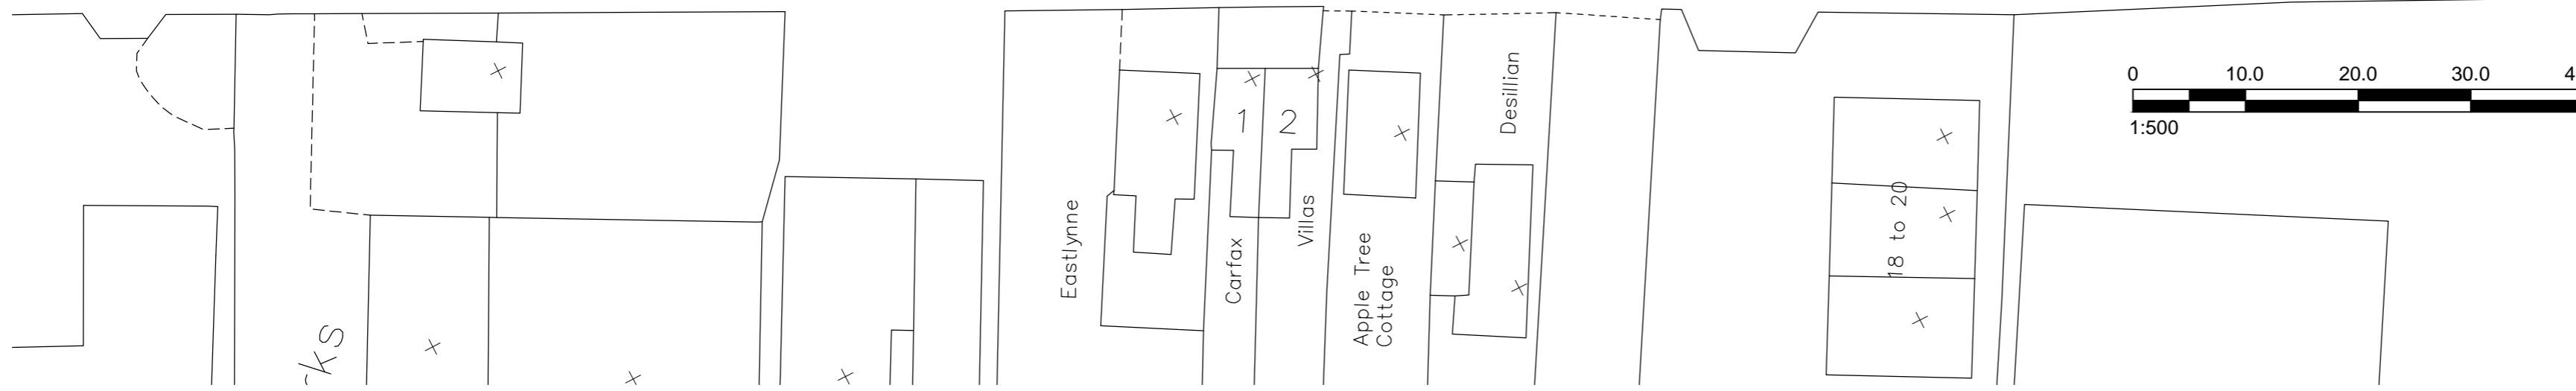 rks
Eastlynne
Carfax
1
2
Villas
Apple Tree
Cottage
Desillian
18 to 20
0 10.0 20.0 30.0
1:500